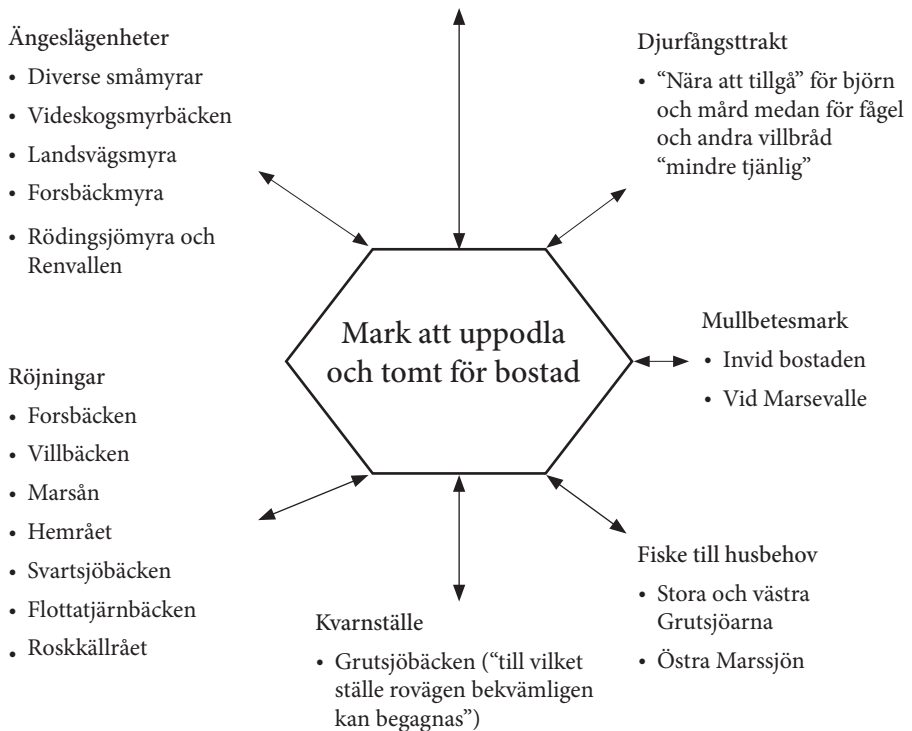 Ängeslägenheter
• Diverse småmyrar
• Videskogsmyrbäcken
• Landsvägsmyra
• Forsbäckmyra
• Rödingsjömyra och
Renvallen
Djurfångsttrakt
• “Nära att tillgå” för björn
och mård medan för fågel
och andra villbråd
“mindre tjänlig”
Mark att uppodla
och tomt för bostad
Mullbetesmark
• Invid bostaden
• Vid Marsevalle
Röjningar
• Forsbäcken
• Villbäcken
• Marsån
• Hemrået
• Svartsjöbäcken
• Flottatjärnbäcken
• Roskkällrået
Kvarnställe
• Grutsjöbäcken (“till vilket
ställe rovägen bekvämligen
kan begagnas”)
Fiske till husbehov
• Stora och västra
Grutsjöarna
• Östra Marssjön